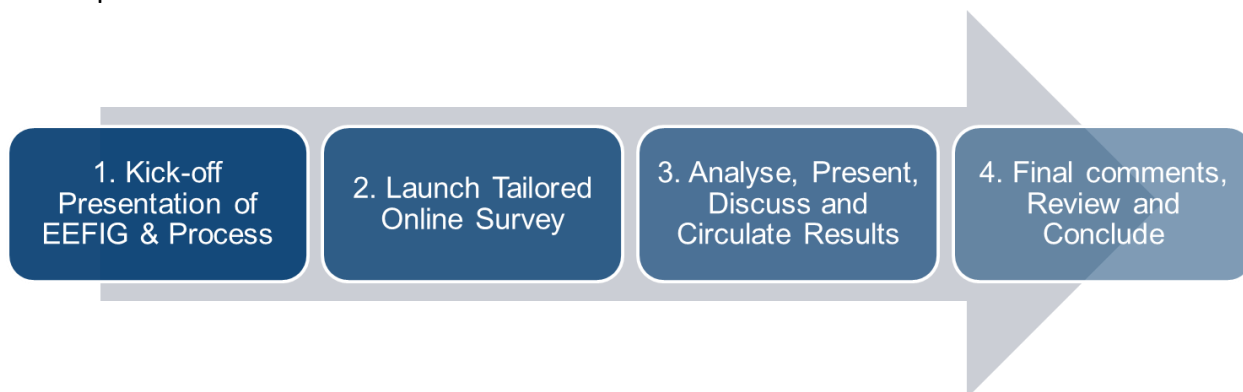 1. Kick-off
Presentation of
EEFIG & Process
2. Launch Tailored
Online Survey
3. Analyse, Present,
Discuss and
Circulate Results
4. Final comments,
Review and
Conclude